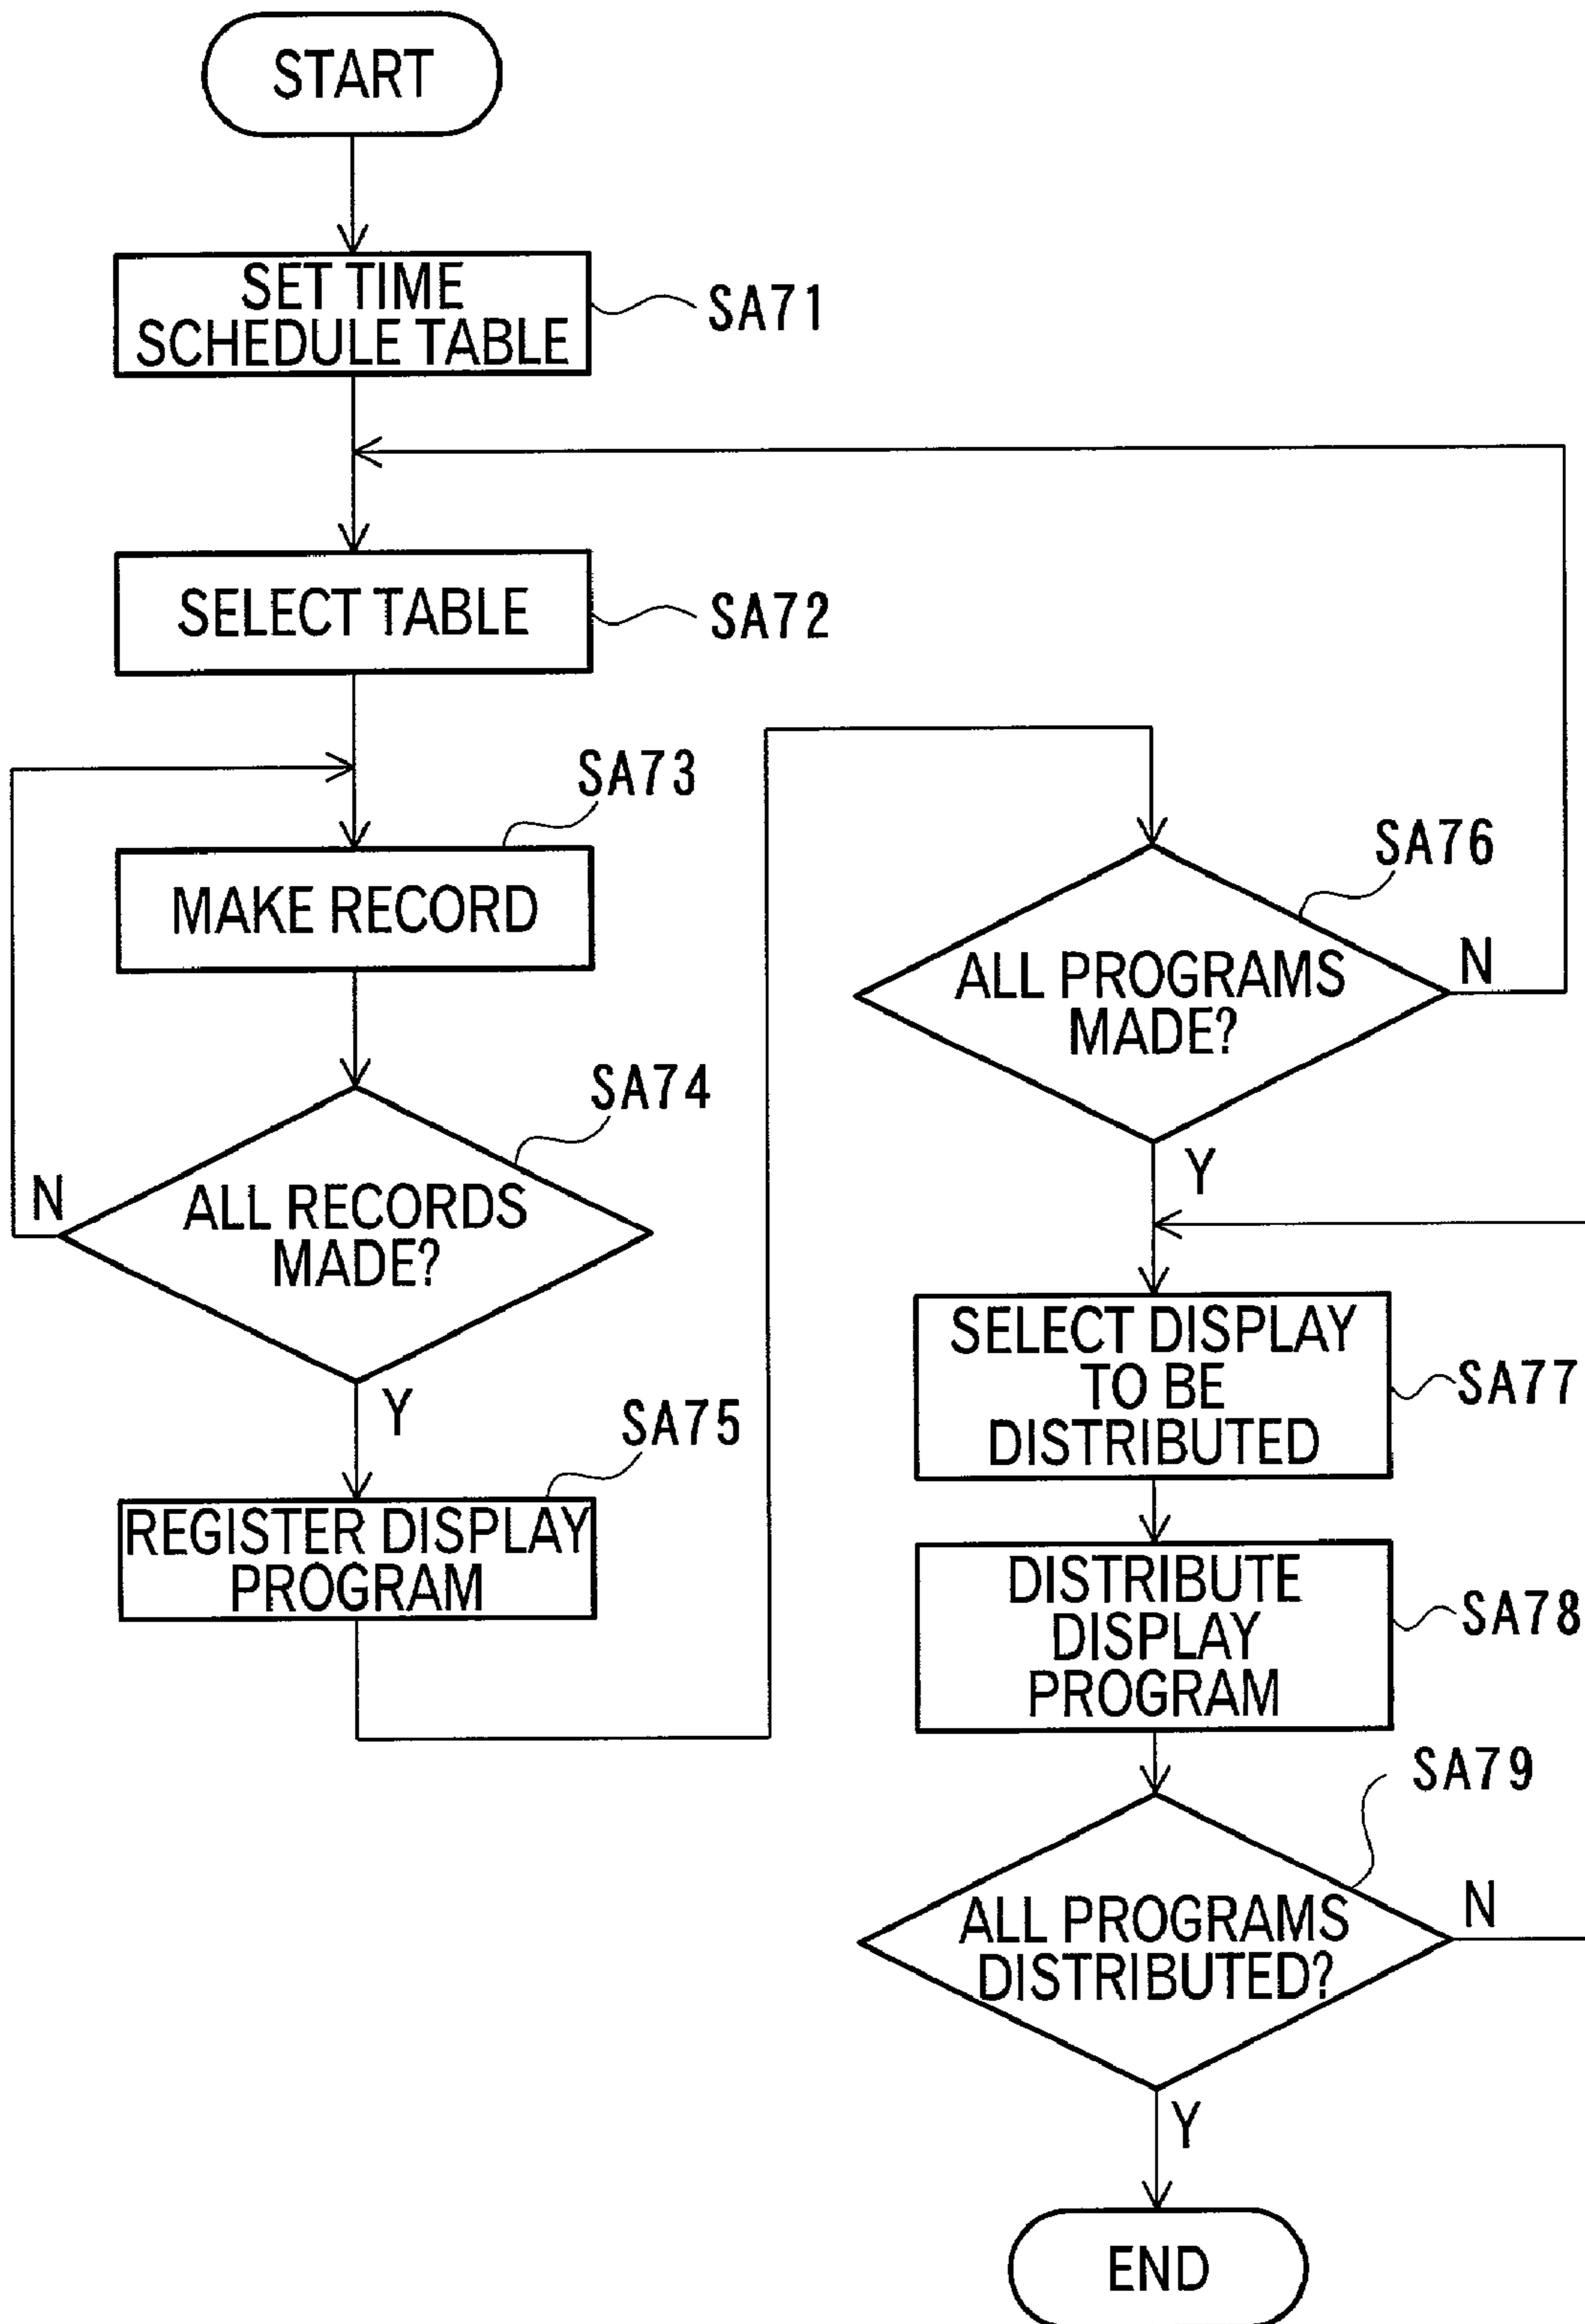 START
SET TIME
SCHEDULE TABLE
SA71
SELECT TABLE
SA72
SA73
MAKE RECORD
SA74
ALL RECORDS
MADE?
N
Y
SA75
REGISTER DISPLAY
PROGRAM
SA76
ALL PROGRAMS
MADE?
N
Y
SELECT DISPLAY
TO BE
DISTRIBUTED
SA77
DISTRIBUTE
DISPLAY
PROGRAM
SA78
SA79
ALL PROGRAMS
DISTRIBUTED?
N
Y
END